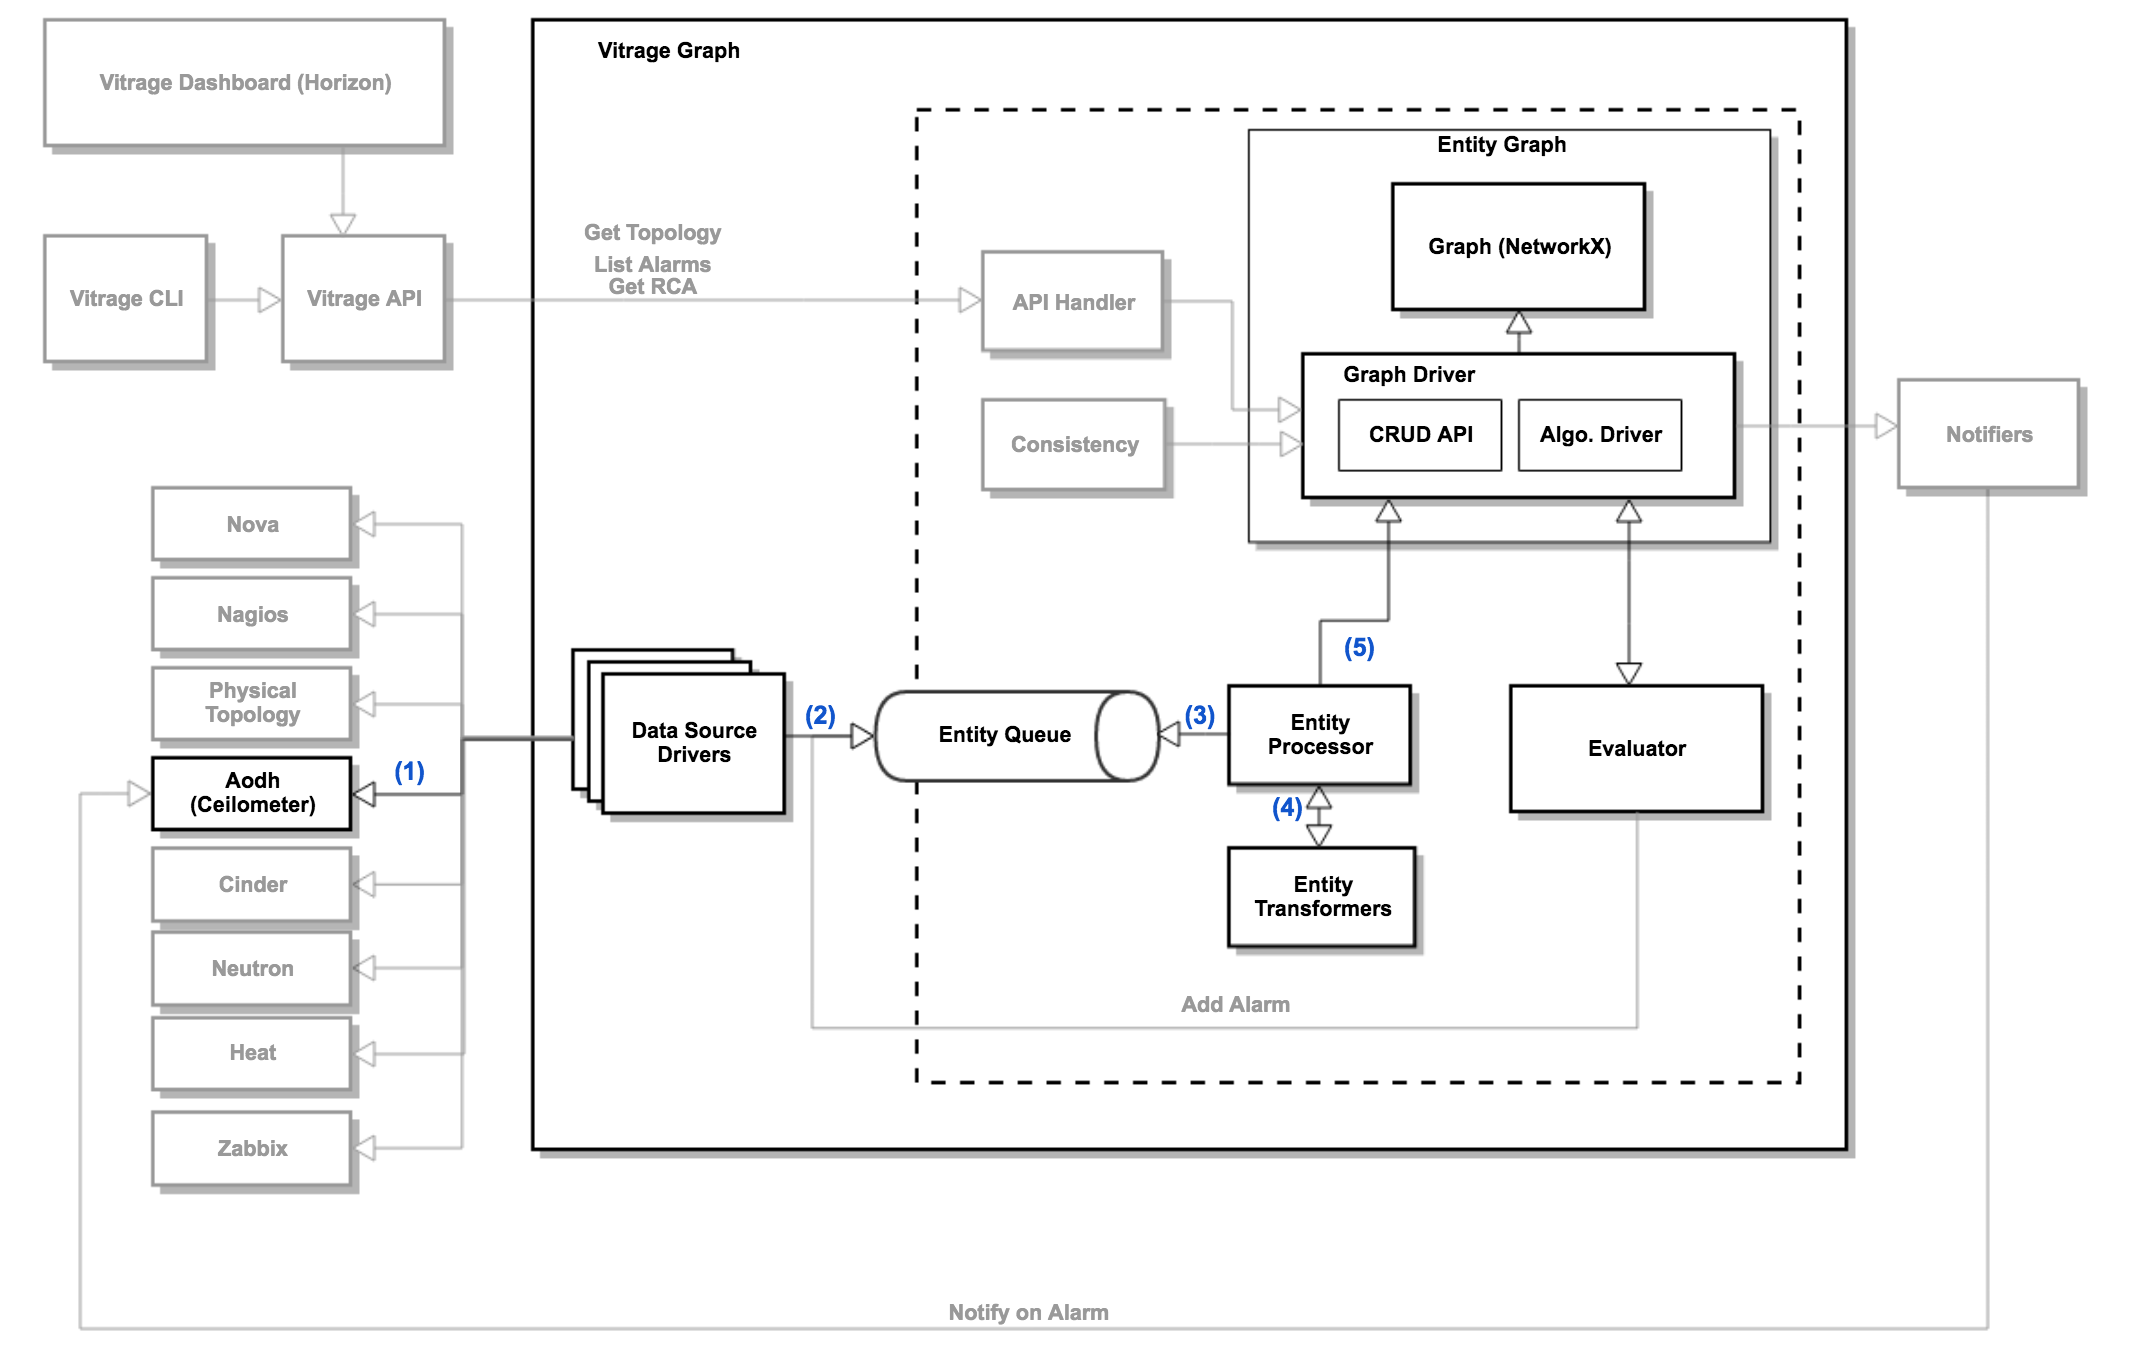 Vitrage Dashboard (Horizon)
Vitrage Graph
Entity Graph
Graph (NetworkX)
Get Topology
List Alarms
Get RCA
Vitrage CLI
Vitrage API
API Handler
Graph Driver
CRUD API
Algo. Driver
Consistency
Notifiers
Nova
Nagios
Physical
Topology
Aodh
(Ceilometer)
(1)
Cinder
Neutron
Heat
Zabbix
Data Source
Drivers
(2)
Entity Queue
(3)
Entity
Processor
(5)
(4)
Entity
Transformers
Evaluator
Add Alarm
Notify on Alarm